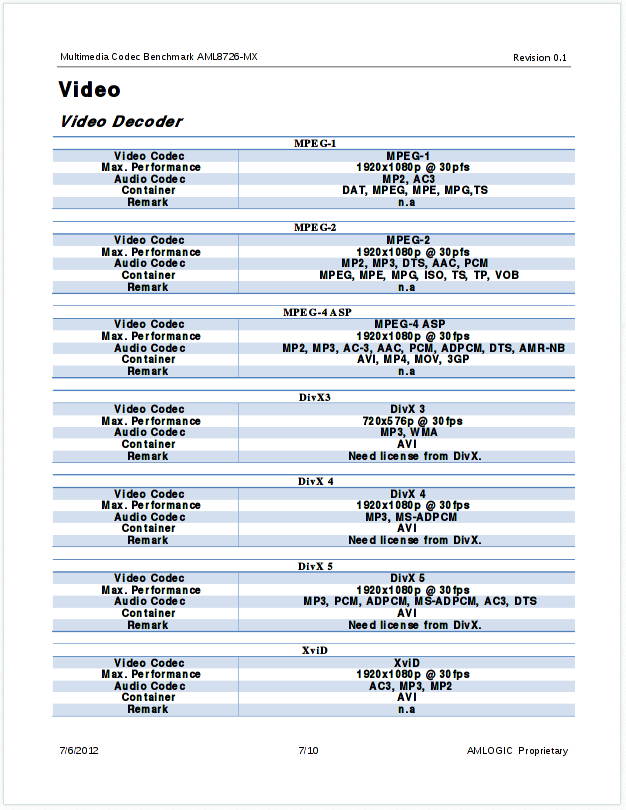 Multimedia Codec Benchmark AML8726-MX Revision 0.1
Video
Video Decoder
MPEG-1
Video Codec MPEG-1
Max. Performance 1920x1080p @ 30pfs
Audio Codec MP2, AC3
Container DAT, MPEG, MPE, MPG,TS
Remark n.a
MPEG-2
Video Codec MPEG-2
Max. Performance 1920x1080p @ 30pfs
Audio Codec MP2, MP3, DTS, AAC, PCM
Container MPEG, MPE, MPG, ISO, TS, TP, VOB
Remark n.a
MPEG-4 ASP
Video Codec MPEG-4 ASP
Max. Performance 1920x1080p @ 30fps
Audio Codec MP2, MP3, AC-3, AAC, PCM, ADPCM, DTS, AMR-NB
Container AVI, MP4, MOV, 3GP
Remark n.a
DivX3
Video Codec DivX 3
Max. Performance 720x576p @ 30fps
Audio Codec MP3, WMA
Container AVI
Remark Need license from DivX.
DivX 4
Video Codec DivX 4
Max. Performance 1920x1080p @ 30fps
Audio Codec MP3, MS-ADPCM
Container AVI
Remark Need license from DivX.
DivX 5
Video Codec DivX 5
Max. Performance 1920x1080p @ 30fps
Audio Codec MP3, PCM, ADPCM, MS-ADPCM, AC3, DTS
Container AVI
Remark Need license from DivX.
XviD
Video Codec XviD
Max. Performance 1920x1080p @ 30fps
Audio Codec AC3, MP3, MP2
Container AVI
Remark n.a
7/6/2012 7/10 AMLOGIC Proprietary